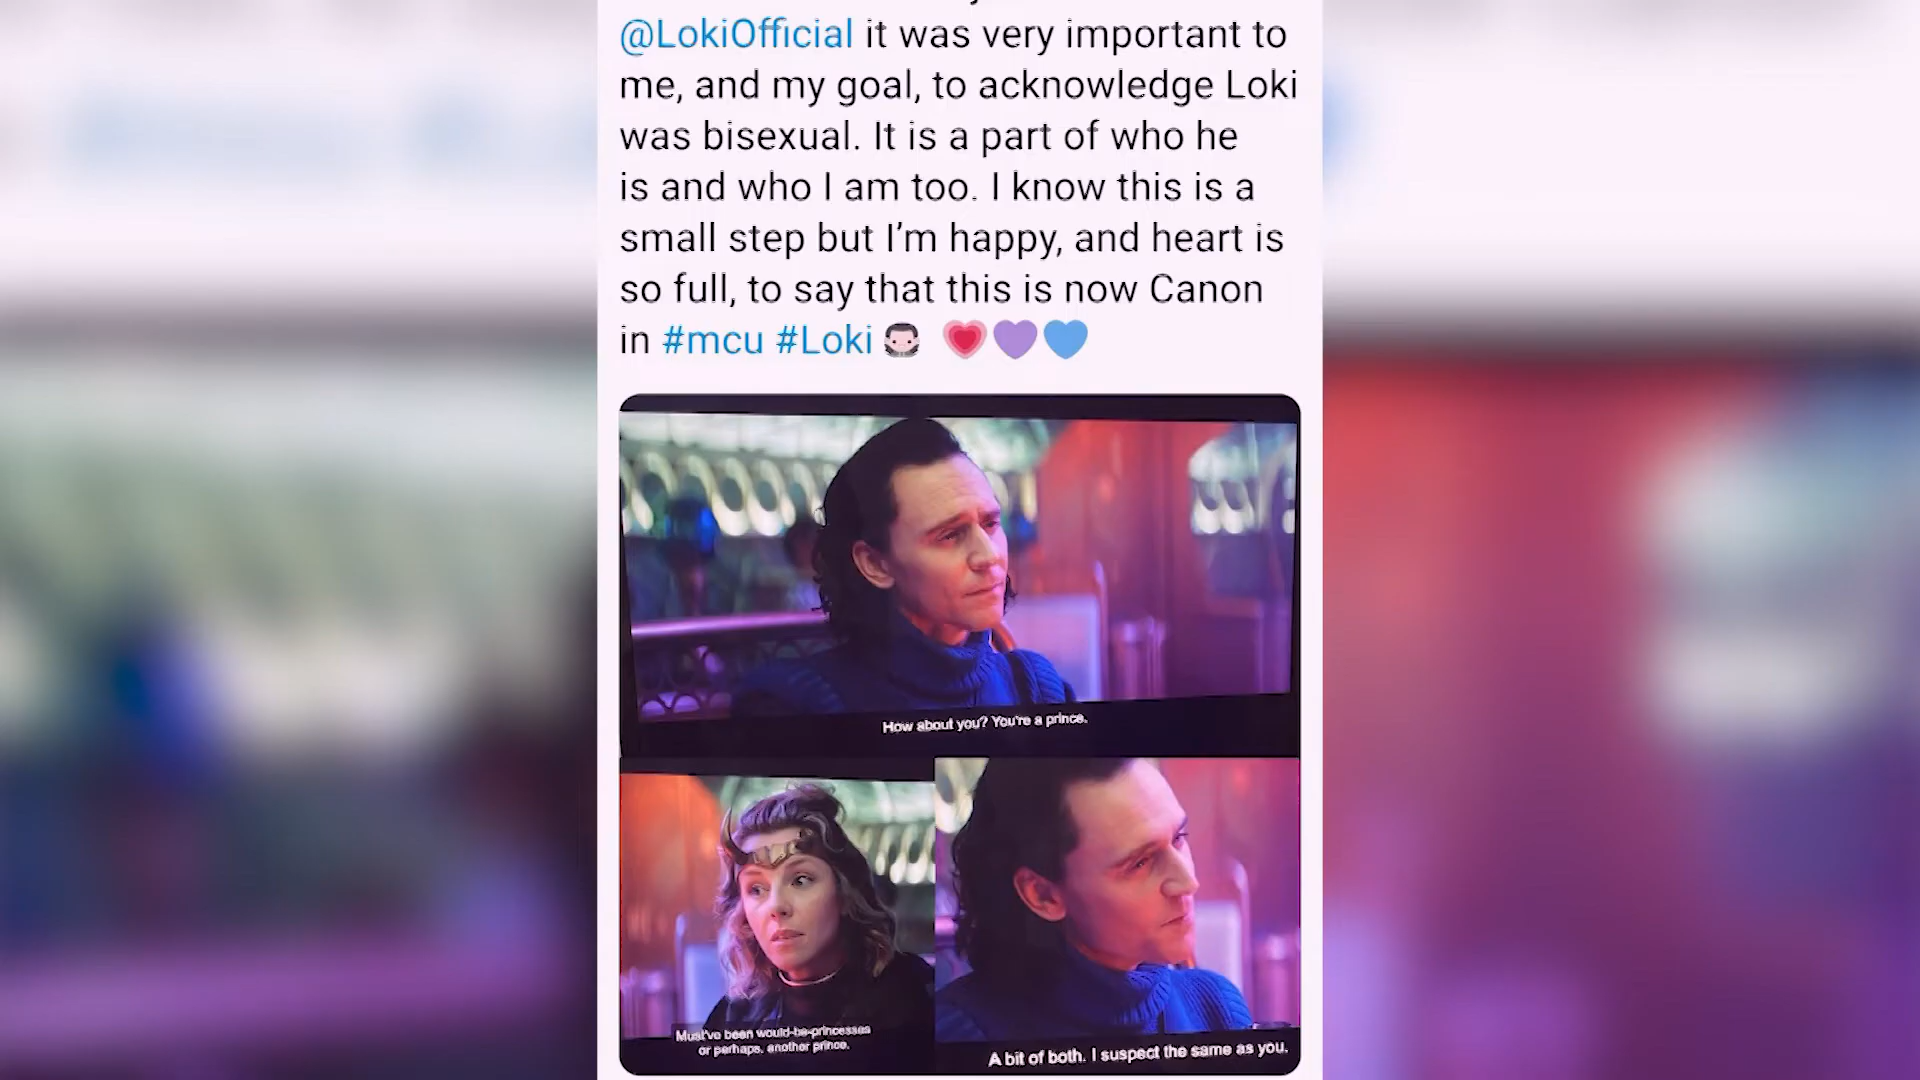 @LokiOfficial it was very important to
me, and my goal, to acknowledge Loki
was bisexual. It is a part of who he
is and who I am too. I know this is a
small step but I'm happy, and heart is
so full, to say that this is now Canon
in #mcu #Loki
How about you? You're a prince.
Must've been would-be-princesses
or perhaps, another prince.
A bit of both. I suspect the same as you.